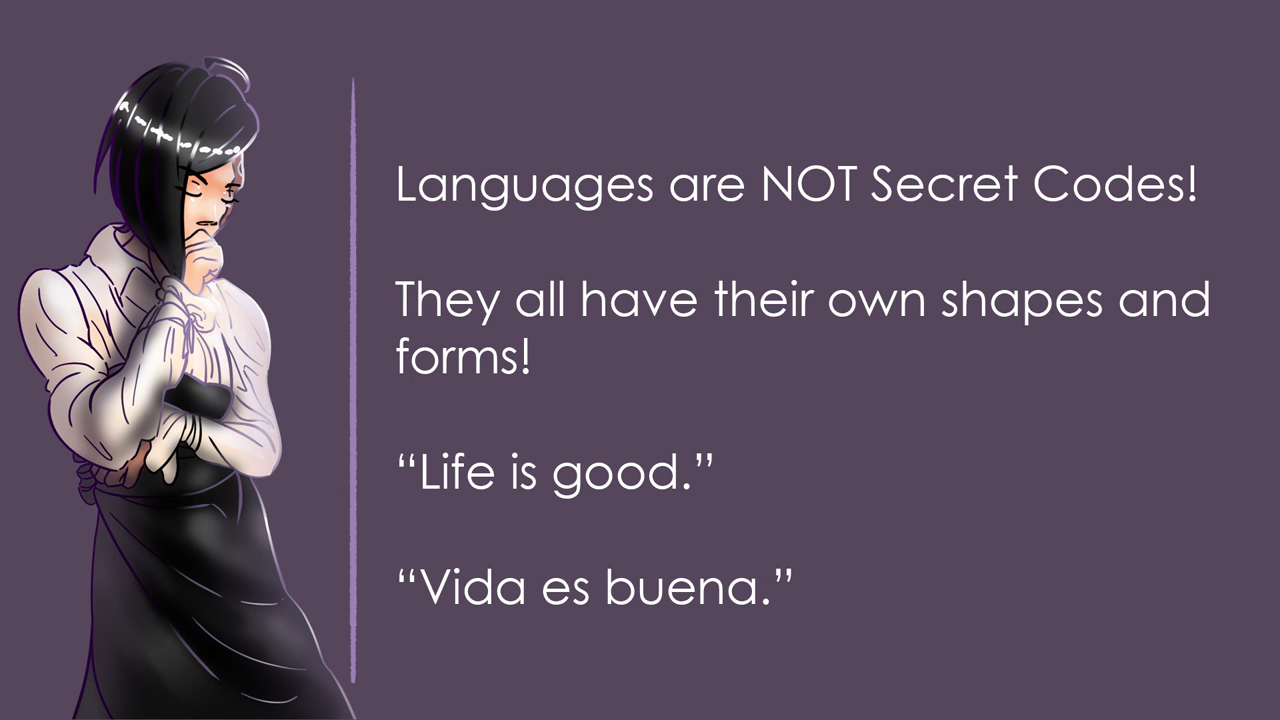 Languages are NOT Secret Codes!
They all have their own shapes and
forms!
“Life is good.”
“Vida es buena.”